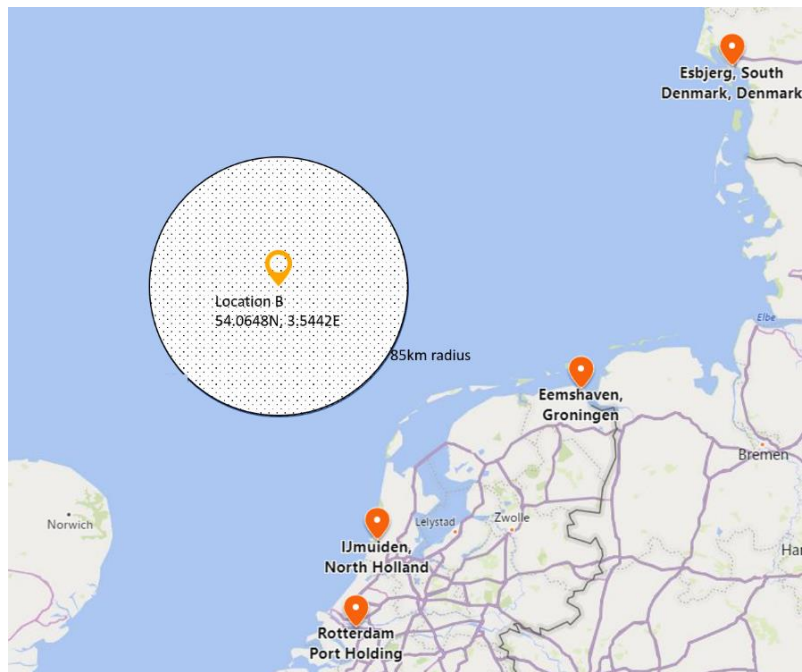 Esbjerg, South
Denmark, Denmark
Location B
54.0648N, 3.5442E
Elbe
85km radius
Eemshaven,
Groningen
Bremen
Norwich
Lelystad
Zwolle
IJmuiden,
North Holland
Ha
Rotterdam
Port Holding